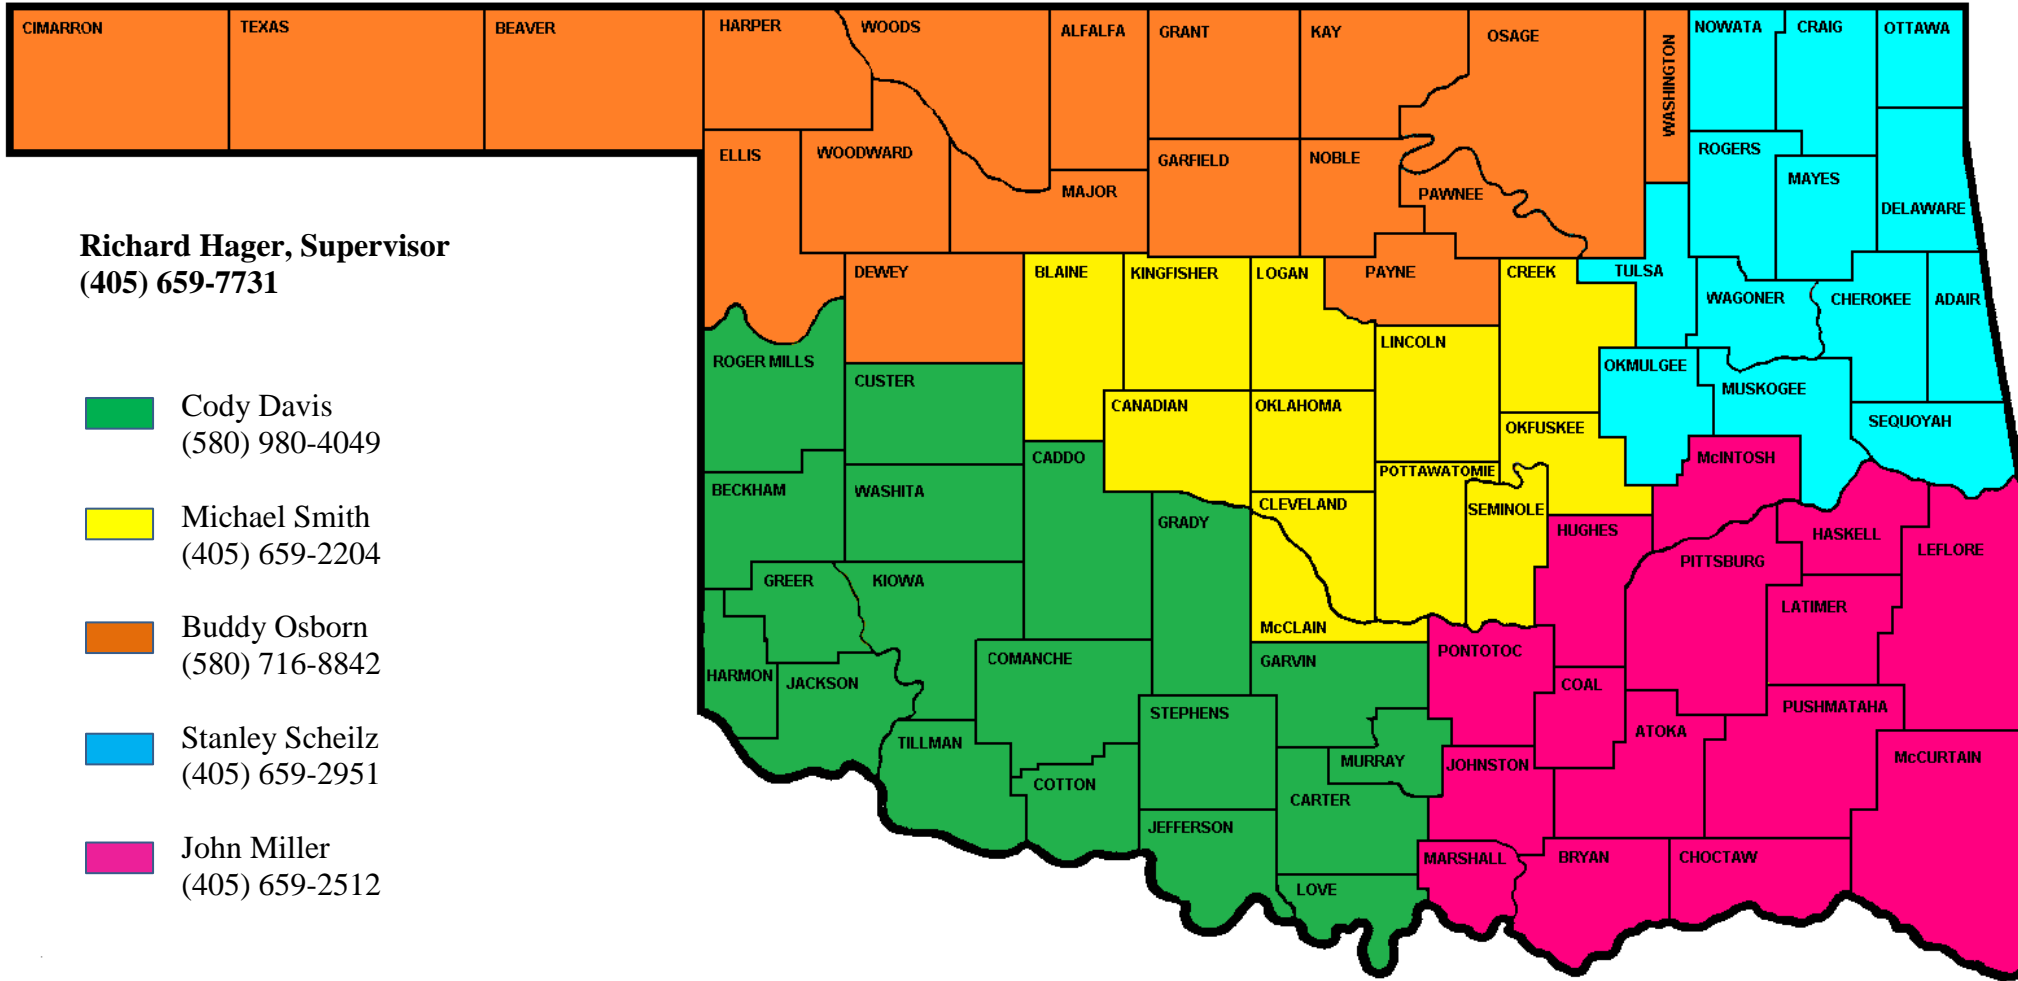 CIMARRON
TEXAS
BEAVER
HARPER
WOODS
ALFALFA
GRANT
KAY
OSAGE
WASHINGTON
NOWATA
CRAIG
OTTAWA
ELLIS
WOODWARD
MAJOR
GARFIELD
NOBLE
PAWNEE
ROGERS
MAYES
DELAWARE
Richard Hager, Supervisor
(405) 659-7731
DEWEY
BLAINE
KINGFISHER
LOGAN
PAYNE
CREEK
TULSA
WAGONER
CHEROKEE
ADAIR
ROGER MILLS
CUSTER
LINCOLN
OKMULGEE
MUSKOGEE
SEQUOYAH
CANADIAN
OKLAHOMA
OKFUSKEE
Cody Davis
(580) 980-4049
BECKHAM
WASHITA
CADDO
GRADY
CLEVELAND
POTTAWATOMIE
SEMINOLE
McINTOSH
HUGHES
HASKELL
LEFLORE
Michael Smith
(405) 659-2204
GREER
KIOWA
McCLAIN
PITTSBURG
LATIMER
Buddy Osborn
(580) 716-8842
HARMON
JACKSON
COMANCHE
GARVIN
PONTOTOC
COAL
PUSHMATAHA
Stanley Scheilz
(405) 659-2951
TILLMAN
COTTON
STEPHENS
MURRAY
JOHNSTON
ATOKA
McCURTAIN
John Miller
(405) 659-2512
JEFFERSON
CARTER
LOVE
MARSHALL
BRYAN
CHOCTAW